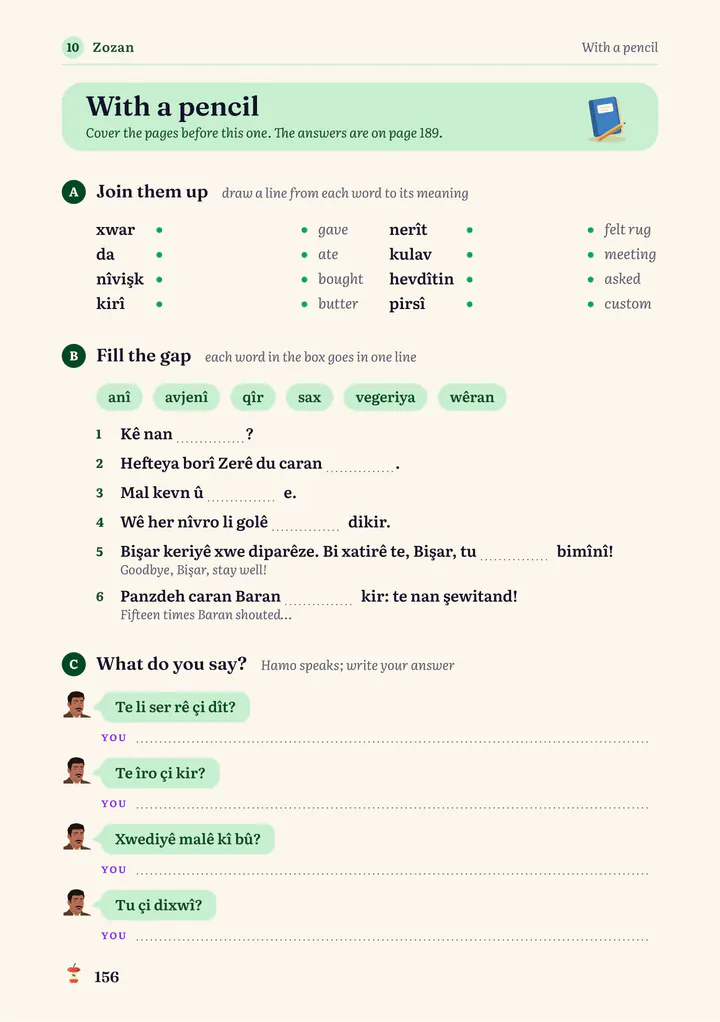 10 Zozan With a pencil
With a pencil
Cover the pages before this one. The answers are on page 189.
A Join them up draw a line from each word to its meaning
xwar • • gave nerît • • felt rug
da • • ate kulav • • meeting
nîvişk • • bought hevdîtin • • asked
kirî • • butter pirsî • • custom
B Fill the gap each word in the box goes in one line
anî avjenî qîr sax vegeriya wêran
1 Kê nan ..............?
2 Hefteya borî Zerê du caran ...............
3 Mal kevn û .............. e.
4 Wê her nîvro li golê .............. dikir.
5 Bişar keriyê xwe diparêze. Bi xatirê te, Bişar, tu .............. bimînî!
Goodbye, Bişar, stay well!
6 Panzdeh caran Baran .............. kir: te nan şewitand!
Fifteen times Baran shouted...
C What do you say? Hamo speaks; write your answer
Te li ser rê çi dît?
YOU
Te îro çi kir?
YOU
Xwediyê malê kî bû?
YOU
Tu çi dixwî?
YOU
156